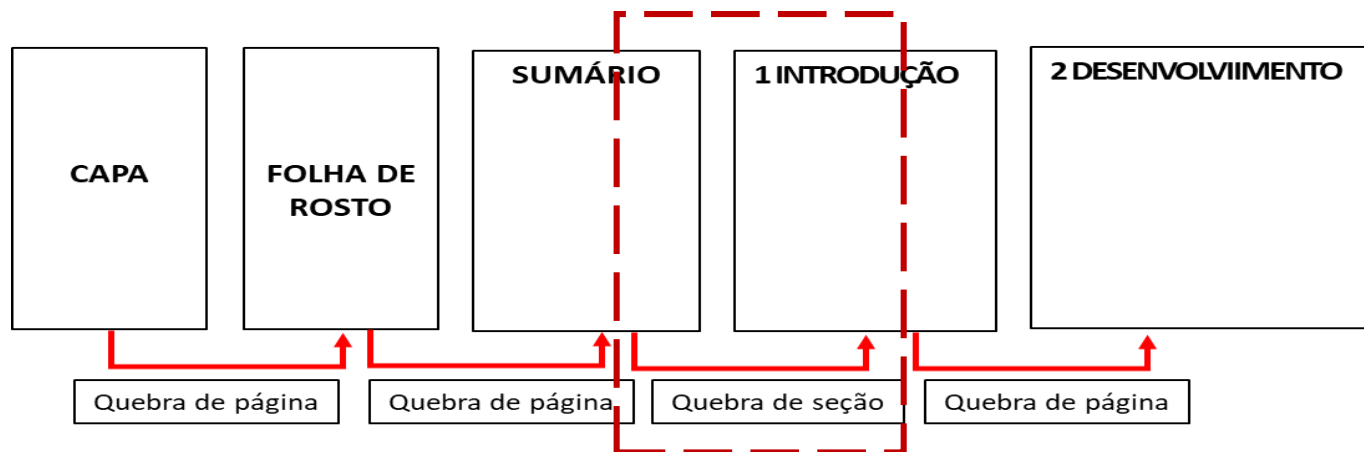 CAPA
FOLHA DE
ROSTO
SUMÁRIO
1 INTRODUÇÃO
2 DESENVOLVIIMENTO
Quebra de página
Quebra de página
Quebra de seção
Quebra de página